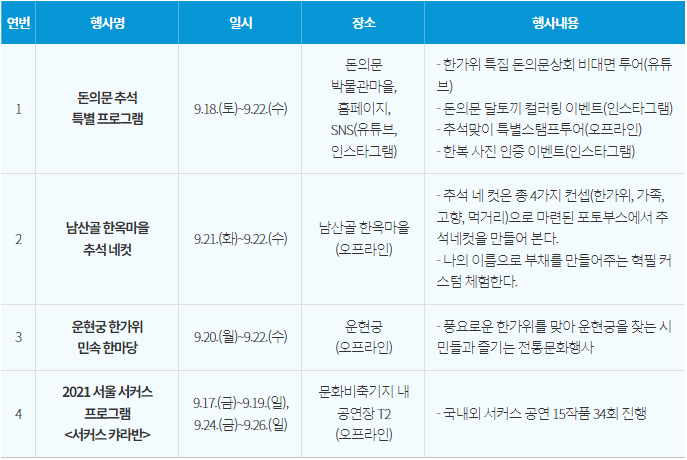 연번
행사명
일시
장소
행사내용
1
돈의문 추석
특별 프로그램
9.18.(토)~9.22.(수)
돈의문
박물관마을,
홈페이지,
SNS(유튜브,
인스타그램)
- 한가위 특집 돈의문상회 비대면 투어(유튜
브)
- 돈의문 달토끼 컬러링 이벤트(인스타그램)
- 추석맞이 특별스탬프투어(오프라인)
- 한복 사진 인증 이벤트(인스타그램)
2
남산골 한옥마을
추석 네컷
9.21.(화)~9.22.(수)
남산골 한옥마을
(오프라인)
- 추석 네 컷은 총 4가지 컨셉(한가위, 가족,
고향, 먹거리)으로 마련된 포토부스에서 추
석네컷을 만들어 본다.
- 나의 이름으로 부채를 만들어주는 혁필 커
스텀 체험한다.
3
운현궁 한가위
민속 한마당
9.20.(월)~9.22.(수)
운현궁
(오프라인)
- 풍요로운 한가위를 맞아 운현궁을 찾는 시
민들과 즐기는 전통문화행사
4
2021 서울 서커스
프로그램
<서커스 캬라반>
9.17.(금)~9.19.(일),
9.24.(금)~9.26.(일)
문화비축기지 내
공연장 T2
(오프라인)
- 국내외 서커스 공연 15작품 34회 진행